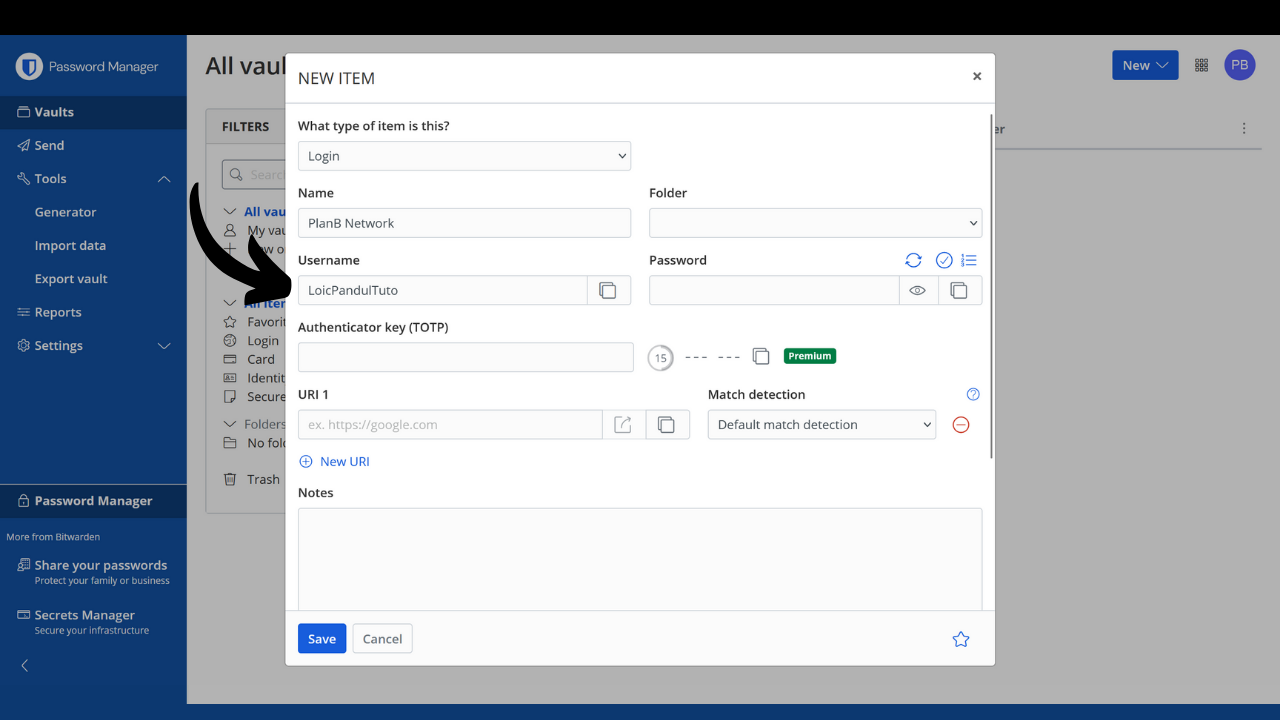 Password Manager
Vaults
Send
Tools
Generator
Import data
Export vault
Reports
Settings
Password Manager
More from Bitwarden
Share your passwords
Protect your family or business
Secrets Manager
Secure your infrastructure
All vaul
New
PB
FILTERS
Search
All vau
My vau
All iter
Favorit
Login
Card
Identit
Secure
Folders
No fol
Trash
er
NEW ITEM
×
What type of item is this?
Login
Name
Folder
PlanB Network
Username
Password
LoicPandulTuto
Authenticator key (TOTP)
15 --- --- Premium
URI 1
Match detection
ex. https://google.com
Default match detection
New URI
Notes
Save
Cancel